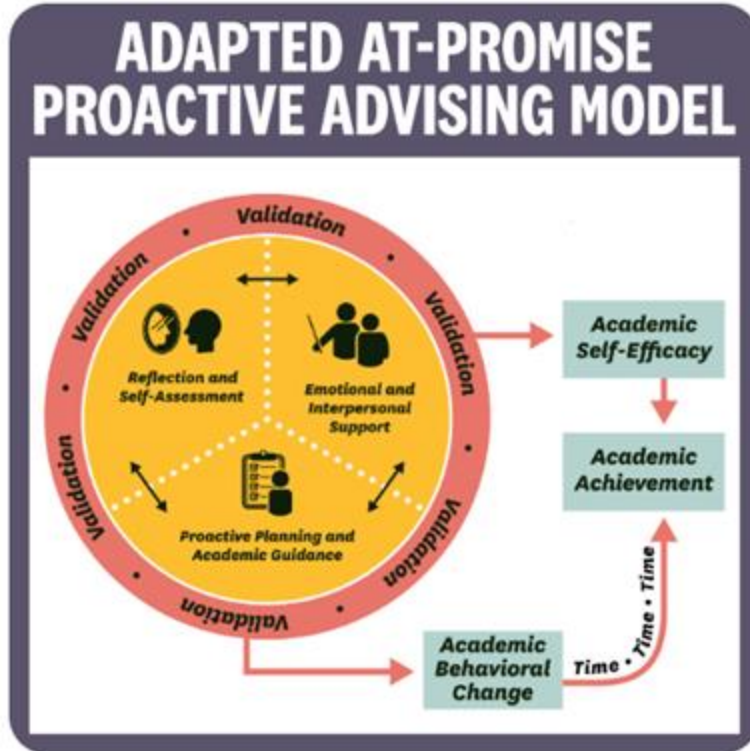 ADAPTED AT-PROMISE
PROACTIVE ADVISING MODEL
Validation
Validation
Validation
Validation
Validation
Validation
Reflection and
Self-Assessment
Emotional and
Interpersonal
Support
Proactive Planning and
Academic Guidance
Academic
Self-Efficacy
Academic
Achievement
Academic
Behavioral
Change
Time • Time • Time